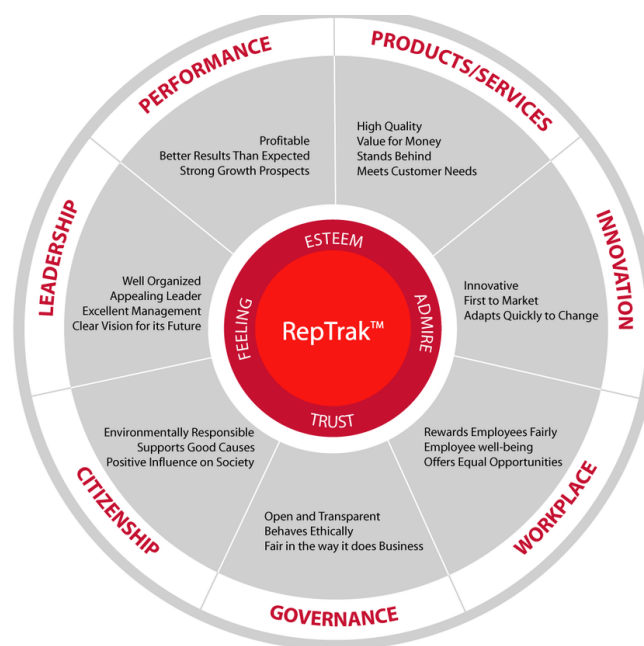 PERFORMANCE
Profitable
Better Results Than Expected
Strong Growth Prospects
PRODUCTS/SERVICES
High Quality
Value for Money
Stands Behind
Meets Customer Needs
INNOVATION
Innovative
First to Market
Adapts Quickly to Change
WORKPLACE
Rewards Employees Fairly
Employee well-being
Offers Equal Opportunities
GOVERNANCE
Open and Transparent
Behaves Ethically
Fair in the way it does Business
CITIZENSHIP
Environmentally Responsible
Supports Good Causes
Positive Influence on Society
LEADERSHIP
Well Organized
Appealing Leader
Excellent Management
Clear Vision for its Future
ESTEEM
ADMIRE
TRUST
FEELING
RepTrak™